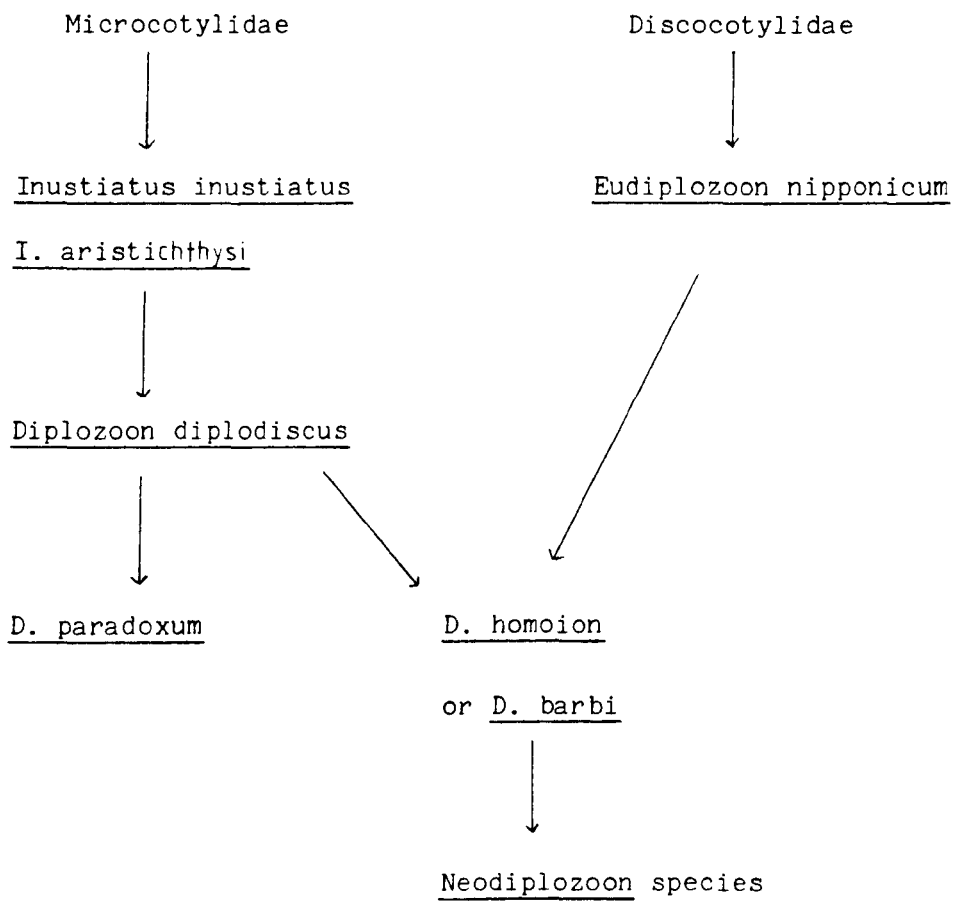 Microcotylidae
Discocotylidae
Inustiatus inustiatus
Eudiplozoon nipponicum
I. aristichthysi
Diplozoon diplodiscus
D. paradoxum
D. homoion
or D. barbi
Neodiplozoon species